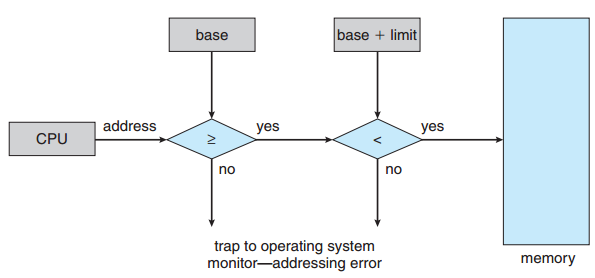 base
base + limit
CPU
address
≥
yes
<
yes
no
no
trap to operating system
monitor—addressing error
memory